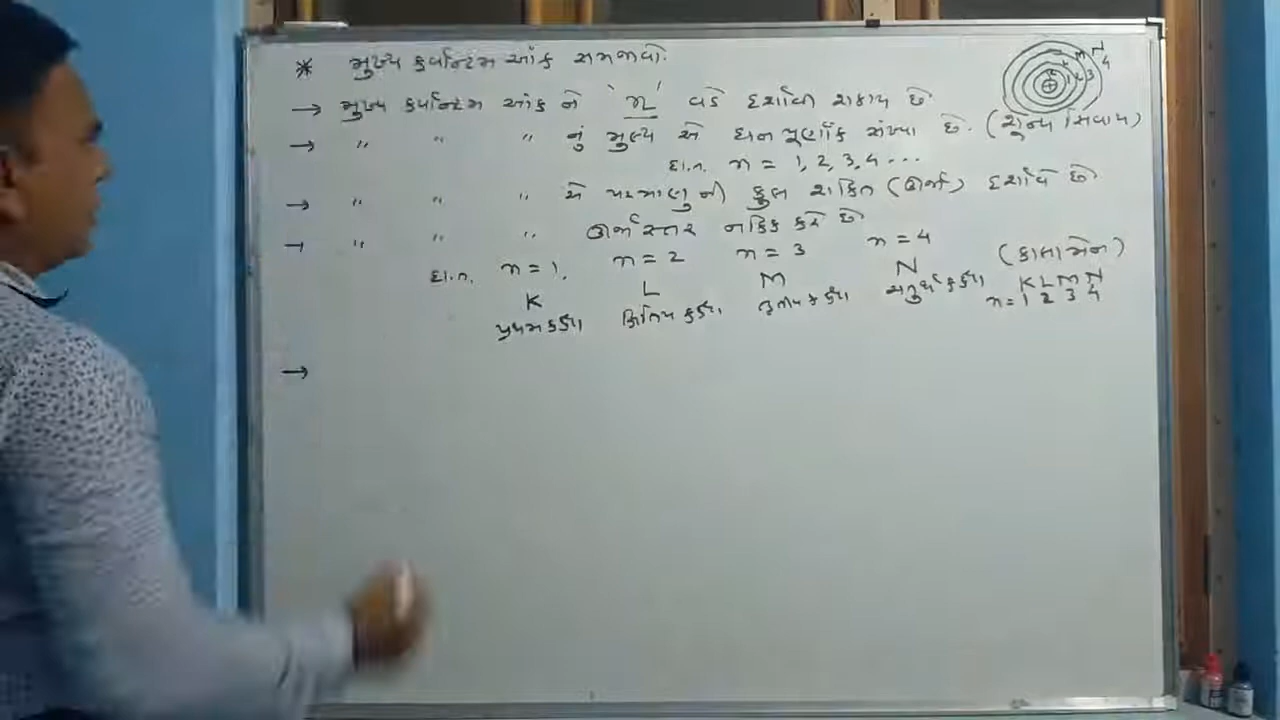 * મુખ્ય ક્વોન્ટમ આંક સમજાવો.
→ મુખ્ય ક્વોન્ટમ આંક ને 'n' વડે દર્શાવી શકાય છે
→ " " " નું મુલ્ય એ ધન પૂર્ણાંક સંખ્યા છે. (શુન્ય સિવાય)
દા.ત. n = 1, 2, 3, 4 ...
→ " " " એ પરમાણુ ની કુલ શક્તિ (ઊર્જા) દર્શાવે છે
→ " " " ઊર્જાસ્તર નક્કિ કરે છે
દા.ત. n = 1, n = 2 n = 3 n = 4 (કાલામેન)
K L M N K L M N
પ્રથમ કક્ષા દ્વિતિય કક્ષા તૃતીય કક્ષા ચતુર્થ કક્ષા n = 1 2 3 4
→